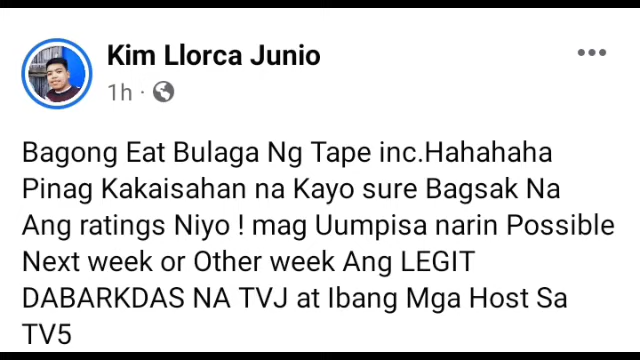 Kim Llorca Junio
1h ·
Bagong Eat Bulaga Ng Tape inc.Hahahaha
Pinag Kakaisahan na Kayo sure Bagsak Na
Ang ratings Niyo ! mag Uumpisa narin Possible
Next week or Other week Ang LEGIT
DABARKDAS NA TVJ at Ibang Mga Host Sa
TV5